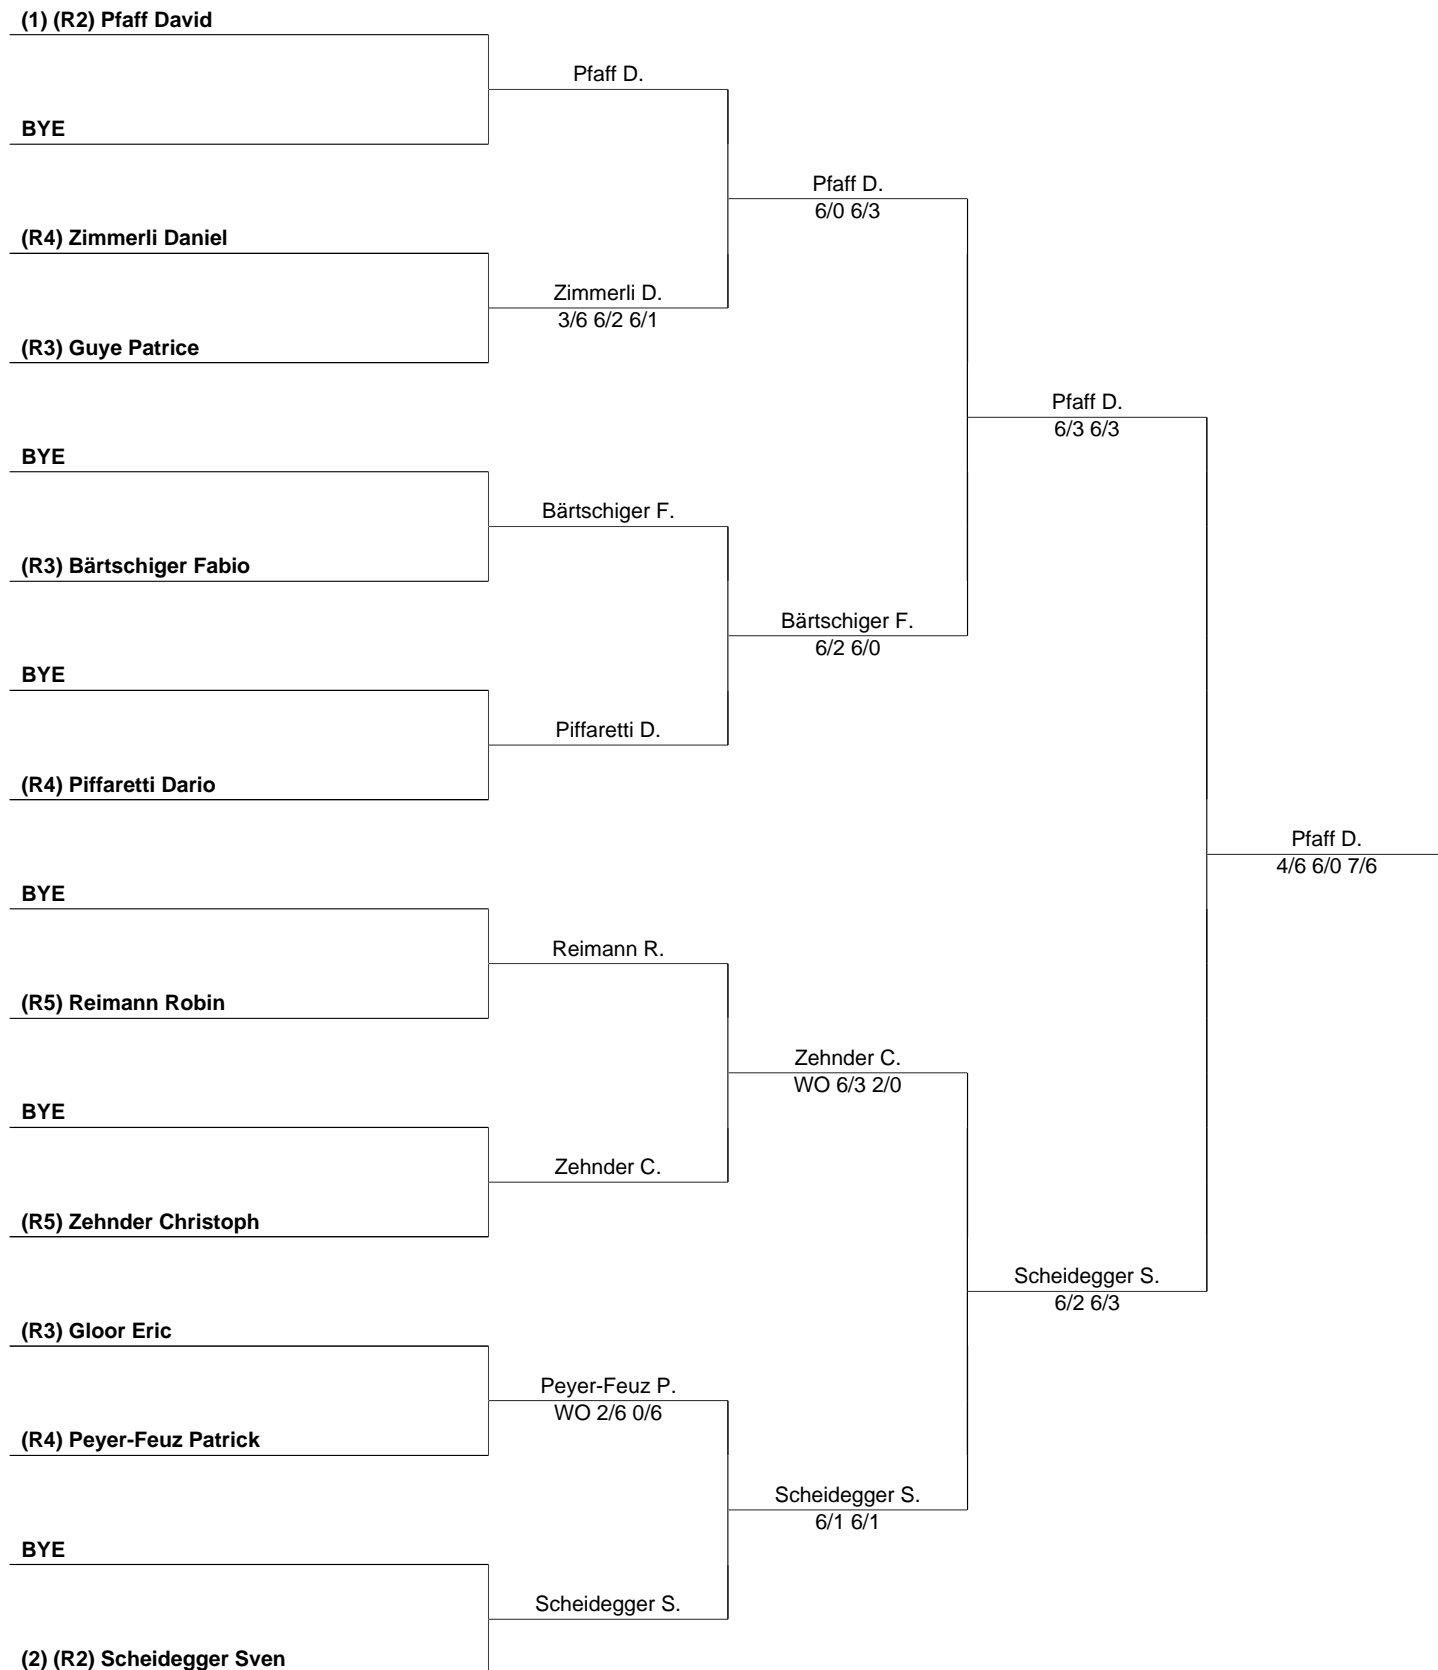 (1) (R2) Pfaff David
Pfaff D.
BYE
Pfaff D.
6/0 6/3
(R4) Zimmerli Daniel
Zimmerli D.
3/6 6/2 6/1
(R3) Guye Patrice
Pfaff D.
6/3 6/3
BYE
Bärtschiger F.
(R3) Bärtschiger Fabio
Bärtschiger F.
6/2 6/0
BYE
Piffaretti D.
(R4) Piffaretti Dario
Pfaff D.
4/6 6/0 7/6
BYE
Reimann R.
(R5) Reimann Robin
Zehnder C.
WO 6/3 2/0
BYE
Zehnder C.
(R5) Zehnder Christoph
Scheidegger S.
6/2 6/3
(R3) Gloor Eric
Peyer-Feuz P.
WO 2/6 0/6
(R4) Peyer-Feuz Patrick
Scheidegger S.
6/1 6/1
BYE
Scheidegger S.
(2) (R2) Scheidegger Sven